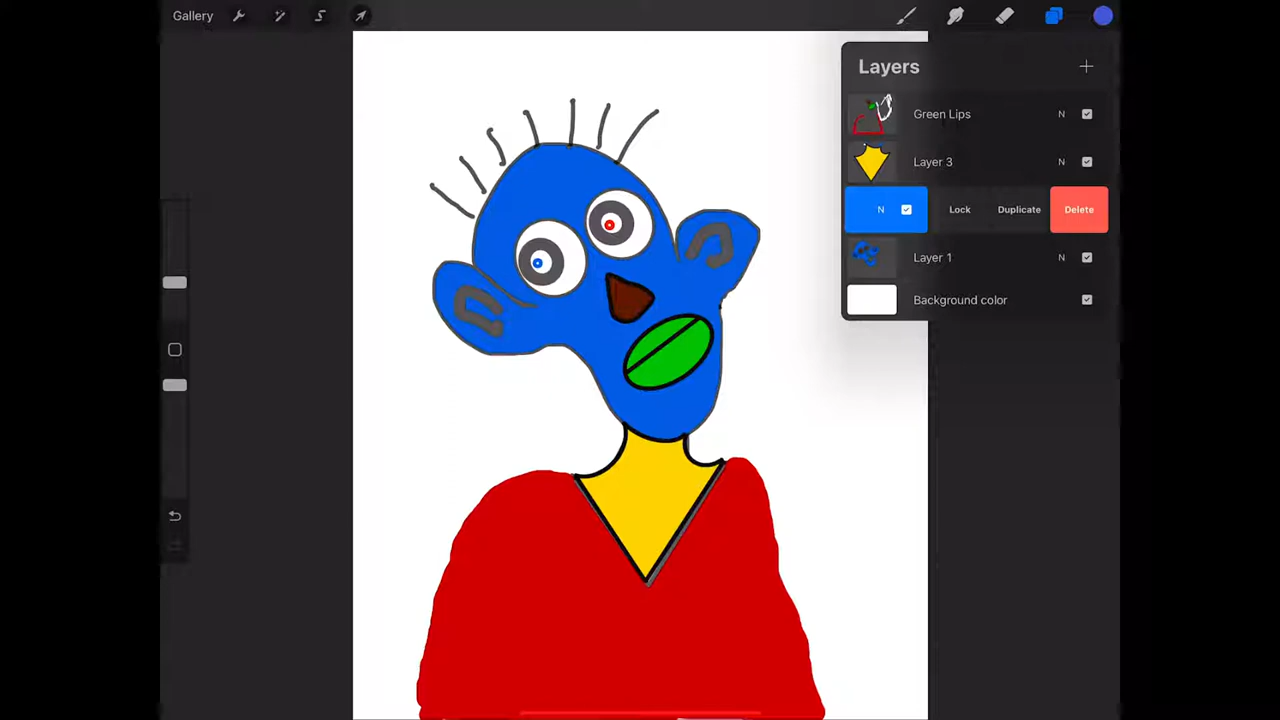 Gallery
Layers
Green Lips N
Layer 3 N
N Lock Duplicate Delete
Layer 1 N
Background color